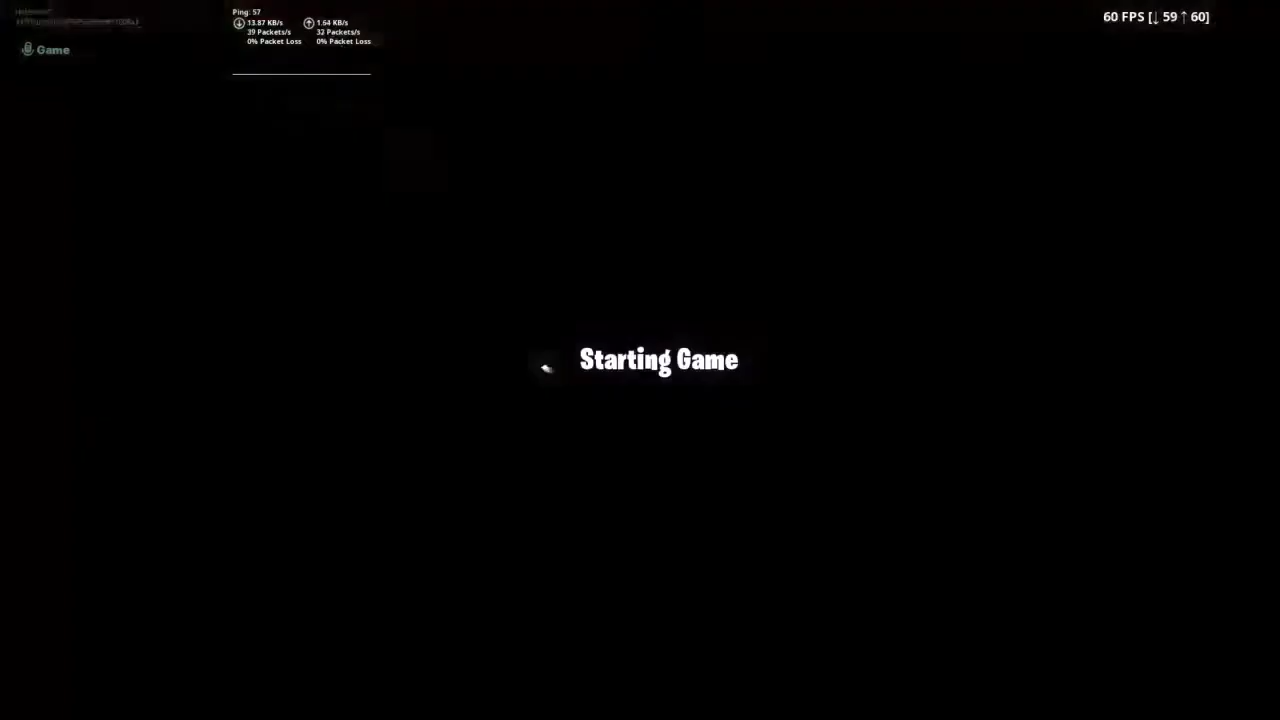 Ping: 57
13.87 KB/s 1.64 KB/s
39 Packets/s 32 Packets/s
0% Packet Loss 0% Packet Loss
60 FPS [↓ 59 ↑ 60]
Game
Starting Game